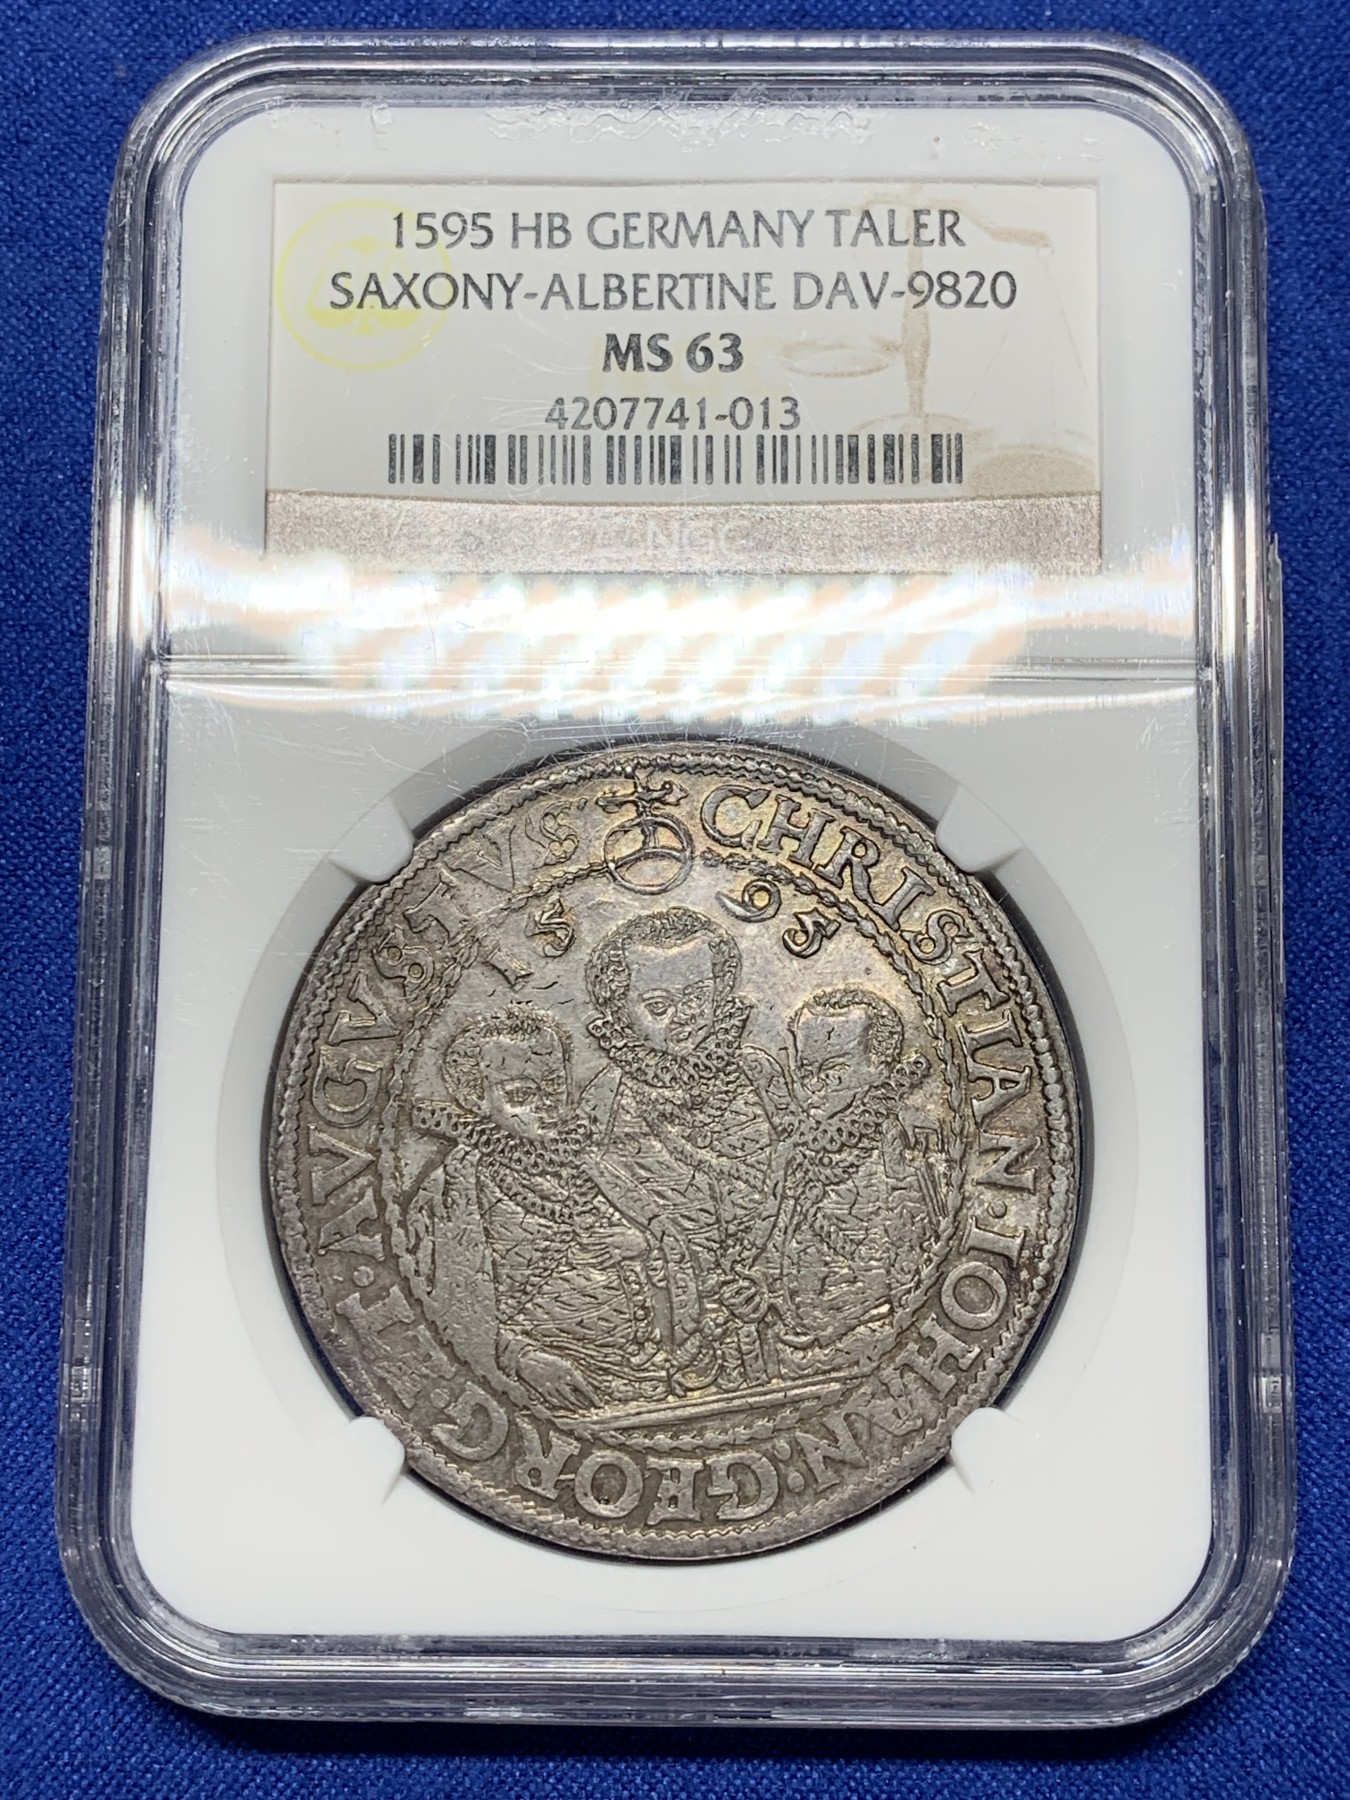 1595 HB GERMANY TALER
SAXONY-ALBERTINE DAV-9820
MS 63
4207741-013
NGC
CHRISTIAN·IOHAN:GEORG·ET·AVGVSTVS
15 95